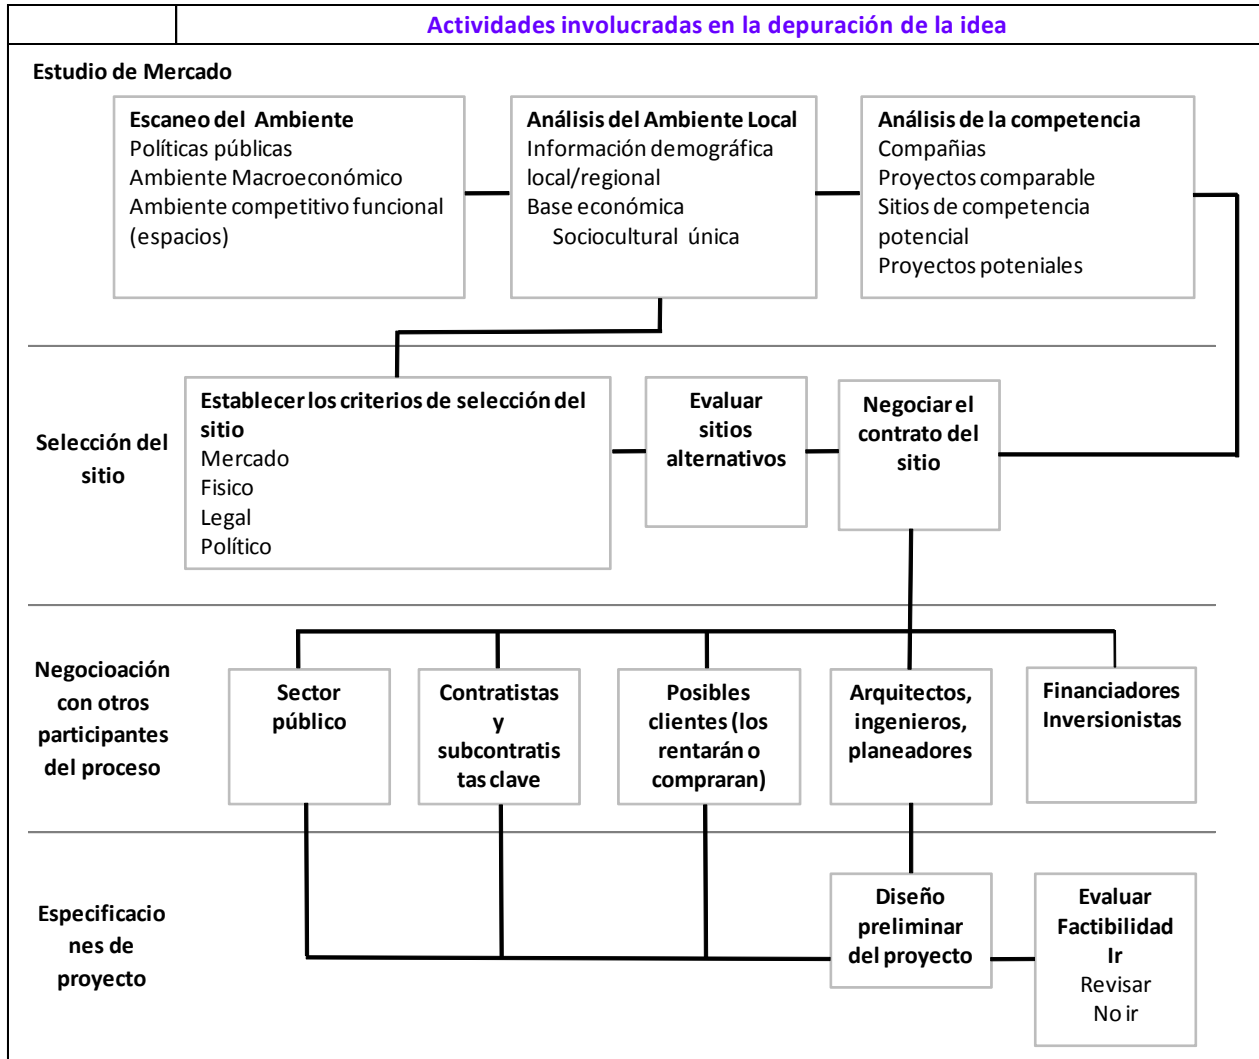 Actividades involucradas en la depuración de la idea
Estudio de Mercado
Escaneo del Ambiente
Políticas públicas
Ambiente Macroeconómico
Ambiente competitivo funcional
(espacios)
Análisis del Ambiente Local
Información demográfica
local/regional
Base económica
Sociocultural única
Análisis de la competencia
Compañias
Proyectos comparable
Sitios de competencia
potencial
Proyectos poteniales
Selección del
sitio
Establecer los criterios de selección del
sitio
Mercado
Fisico
Legal
Político
Evaluar
sitios
alternativos
Negociar el
contrato del
sitio
Negocioación
con otros
participantes
del proceso
Sector
público
Contratistas
y
subcontratis
tas clave
Posibles
clientes (los
rentarán o
compraran)
Arquitectos,
ingenieros,
planeadores
Financiadores
Inversionistas
Especificacio
nes de
proyecto
Diseño
preliminar
del proyecto
Evaluar
Factibilidad
Ir
Revisar
No ir